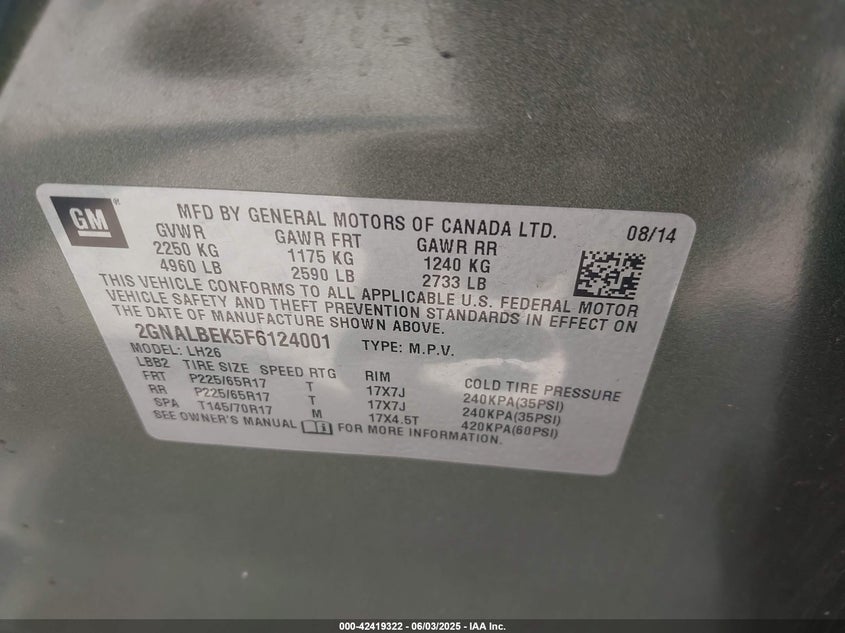 GM ® MFD BY GENERAL MOTORS OF CANADA LTD. 08/14
GVWR GAWR FRT GAWR RR
2250 KG 1175 KG 1240 KG
4960 LB 2590 LB 2733 LB
THIS VEHICLE CONFORMS TO ALL APPLICABLE U.S. FEDERAL MOTOR
VEHICLE SAFETY AND THEFT PREVENTION STANDARDS IN EFFECT ON
THE DATE OF MANUFACTURE SHOWN ABOVE.
2GNALBEK5F6124001 TYPE: M.P.V.
MODEL: LH26
LBB2 TIRE SIZE SPEED RTG RIM COLD TIRE PRESSURE
FRT P225/65R17 T 17X7J 240KPA(35PSI)
RR P225/65R17 T 17X7J 240KPA(35PSI)
SPA T145/70R17 M 17X4.5T 420KPA(60PSI)
SEE OWNER'S MANUAL FOR MORE INFORMATION.
000-42419322 - 06/03/2025 - IAA Inc.